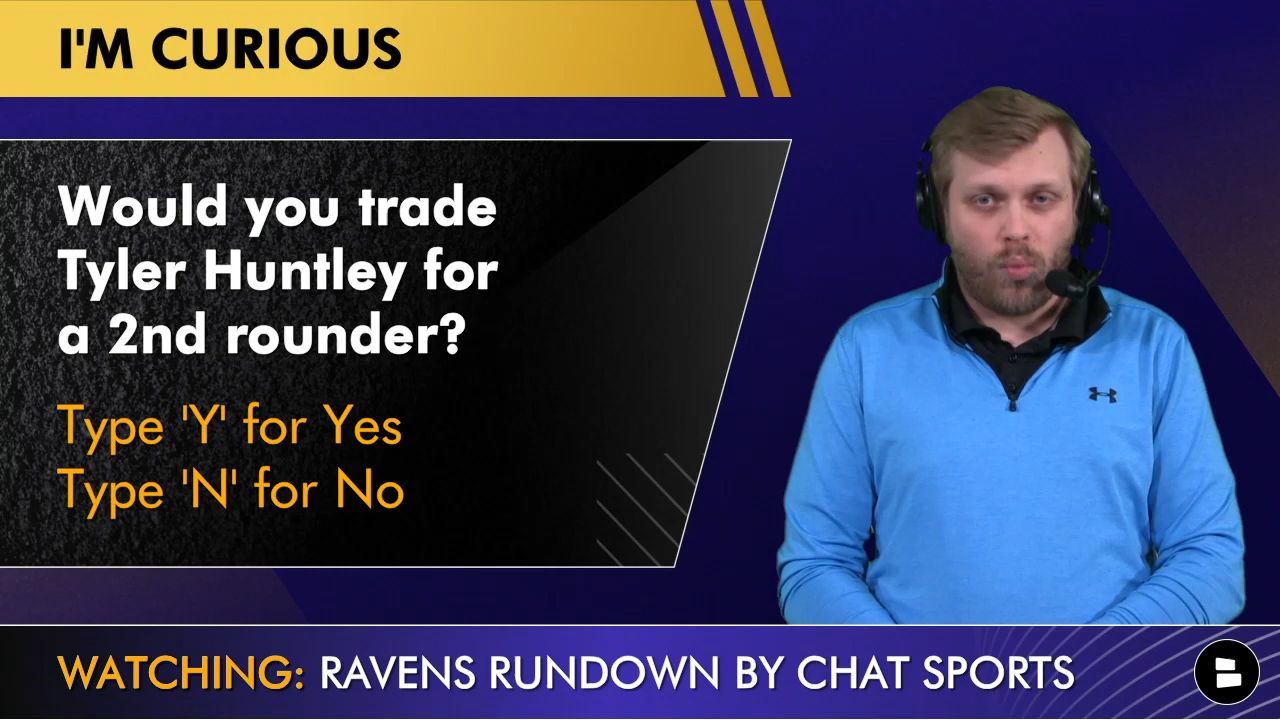 I'M CURIOUS
Would you trade
Tyler Huntley for
a 2nd rounder?
Type 'Y' for Yes
Type 'N' for No
WATCHING: RAVENS RUNDOWN BY CHAT SPORTS